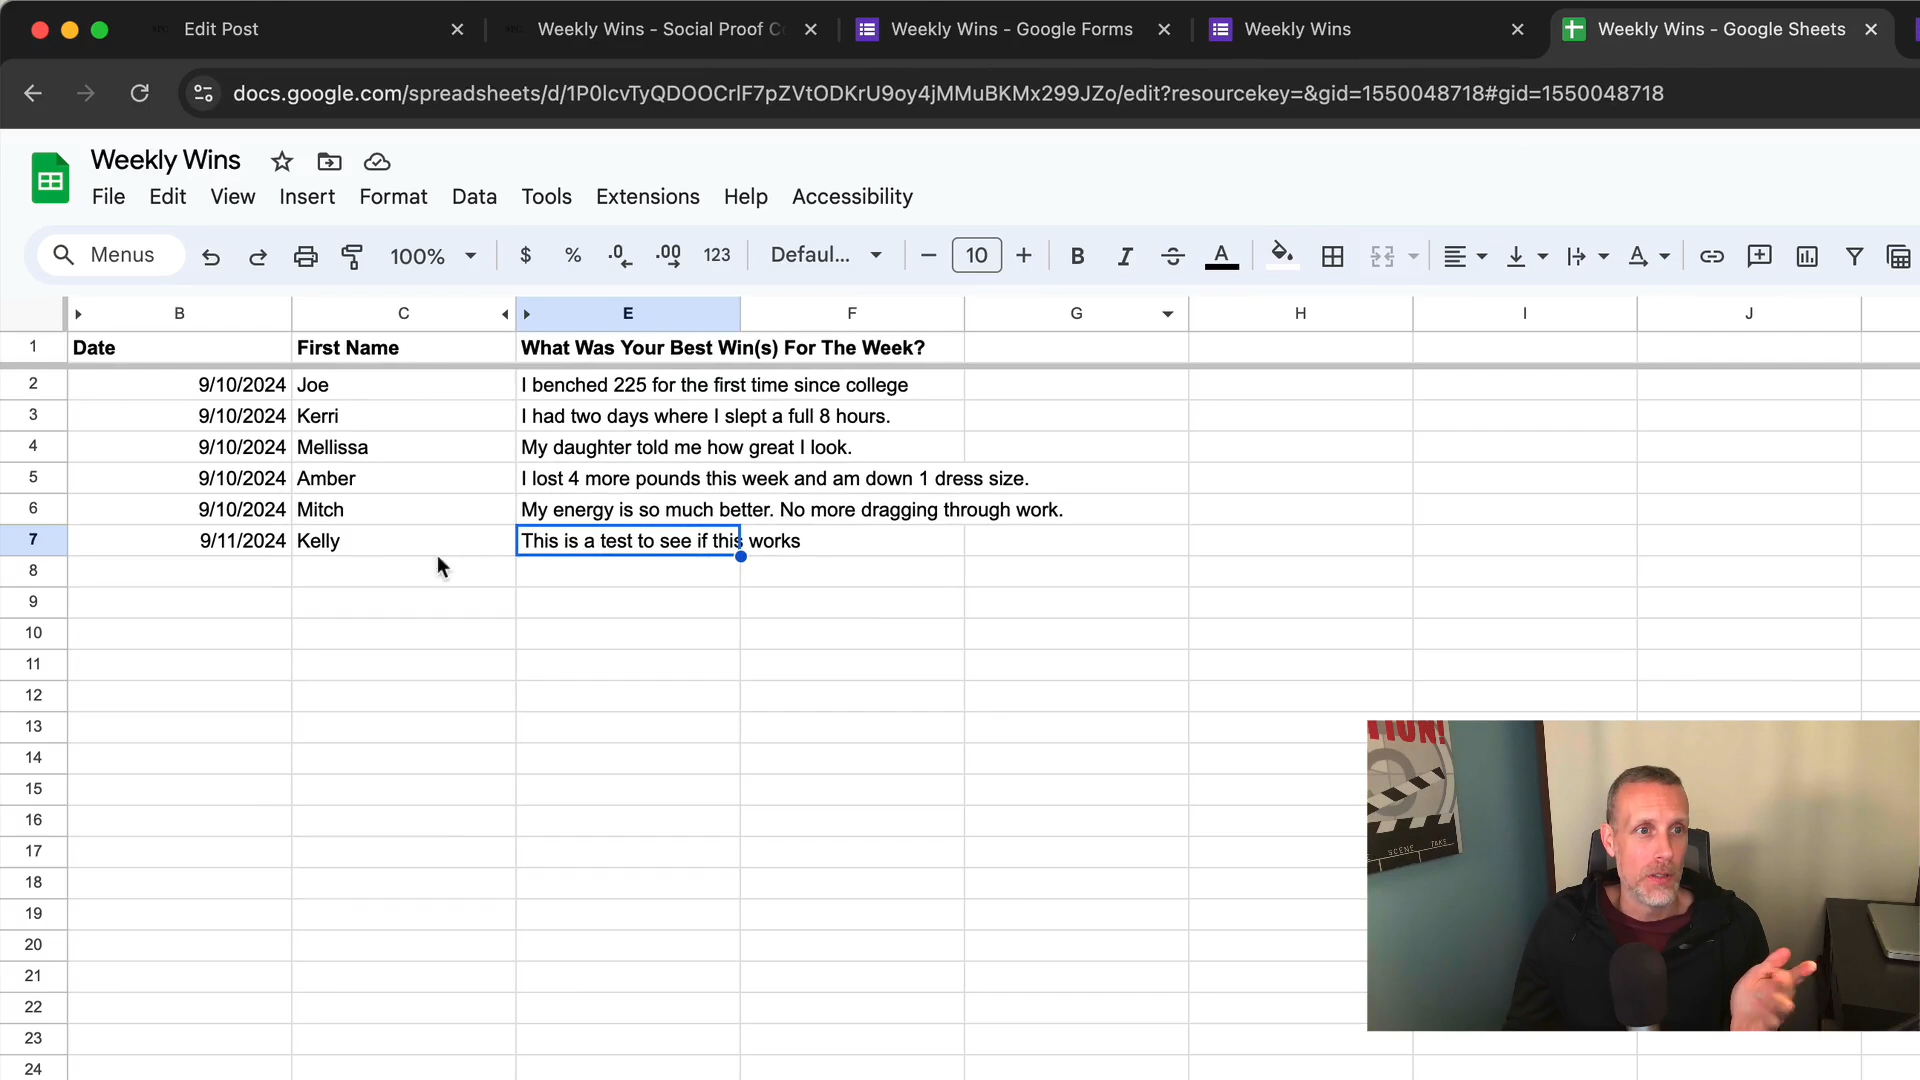 Edit Post
Weekly Wins - Social Proof C
Weekly Wins - Google Forms
Weekly Wins
Weekly Wins - Google Sheets
docs.google.com/spreadsheets/d/1P0lcvTyQDOOCrlF7pZVtODKrU9oy4jMMuBKMx299JZo/edit?resourcekey=&gid=1550048718#gid=1550048718
Weekly Wins
File Edit View Insert Format Data Tools Extensions Help Accessibility
Menus 100% $ % .0 .00 123 Defaul... 10 B I S A A
B C E F G H I J
1 Date First Name What Was Your Best Win(s) For The Week?
2 9/10/2024 Joe I benched 225 for the first time since college
3 9/10/2024 Kerri I had two days where I slept a full 8 hours.
4 9/10/2024 Mellissa My daughter told me how great I look.
5 9/10/2024 Amber I lost 4 more pounds this week and am down 1 dress size.
6 9/10/2024 Mitch My energy is so much better. No more dragging through work.
7 9/11/2024 Kelly This is a test to see if this works
8
9
10
11
12
13
14
15
16
17
18
19
20
21
22
23
24
TION!
SCENE TAKE